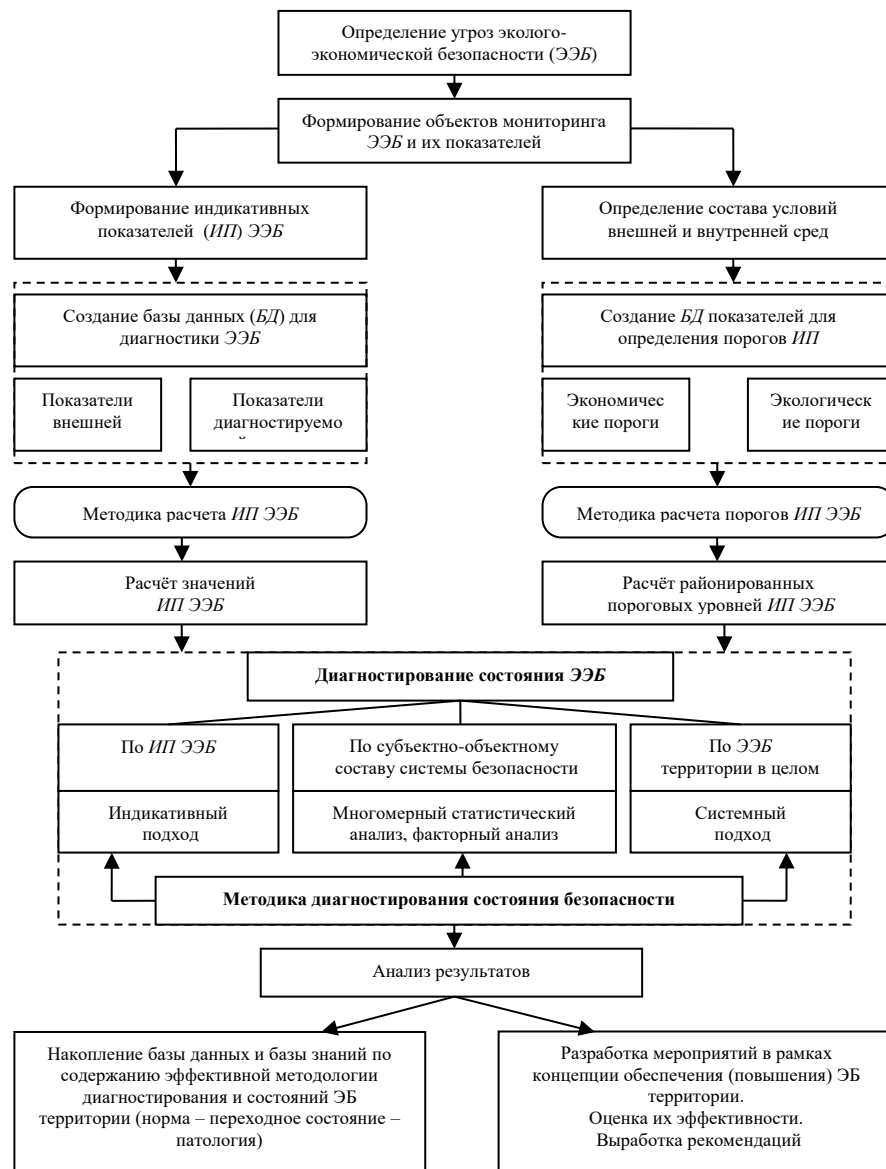 Определение угроз эколого-
экономической безопасности (ЭЭБ)
Формирование объектов мониторинга
ЭЭБ и их показателей
Формирование индикативных
показателей (ИП) ЭЭБ
Определение состава условий
внешней и внутренней сред
Создание базы данных (БД) для
диагностики ЭЭБ
Создание БД показателей для
определения порогов ИП
Показатели
внешней
Показатели
диагностируемо
Экономичес
кие пороги
Экологическ
ие пороги
Методика расчета ИП ЭЭБ
Методика расчета порогов ИП ЭЭБ
Расчёт значений
ИП ЭЭБ
Расчёт районированных
пороговых уровней ИП ЭЭБ
Диагностирование состояния ЭЭБ
По ИП ЭЭБ
По субъектно-объектному
составу системы безопасности
По ЭЭБ
территории в целом
Индикативный
подход
Многомерный статистический
анализ, факторный анализ
Системный
подход
Методика диагностирования состояния безопасности
Анализ результатов
Накопление базы данных и базы знаний по
содержанию эффективной методологии
диагностирования и состояний ЭБ
территории (норма – переходное состояние –
патология)
Разработка мероприятий в рамках
концепции обеспечения (повышения) ЭБ
территории.
Оценка их эффективности.
Выработка рекомендаций